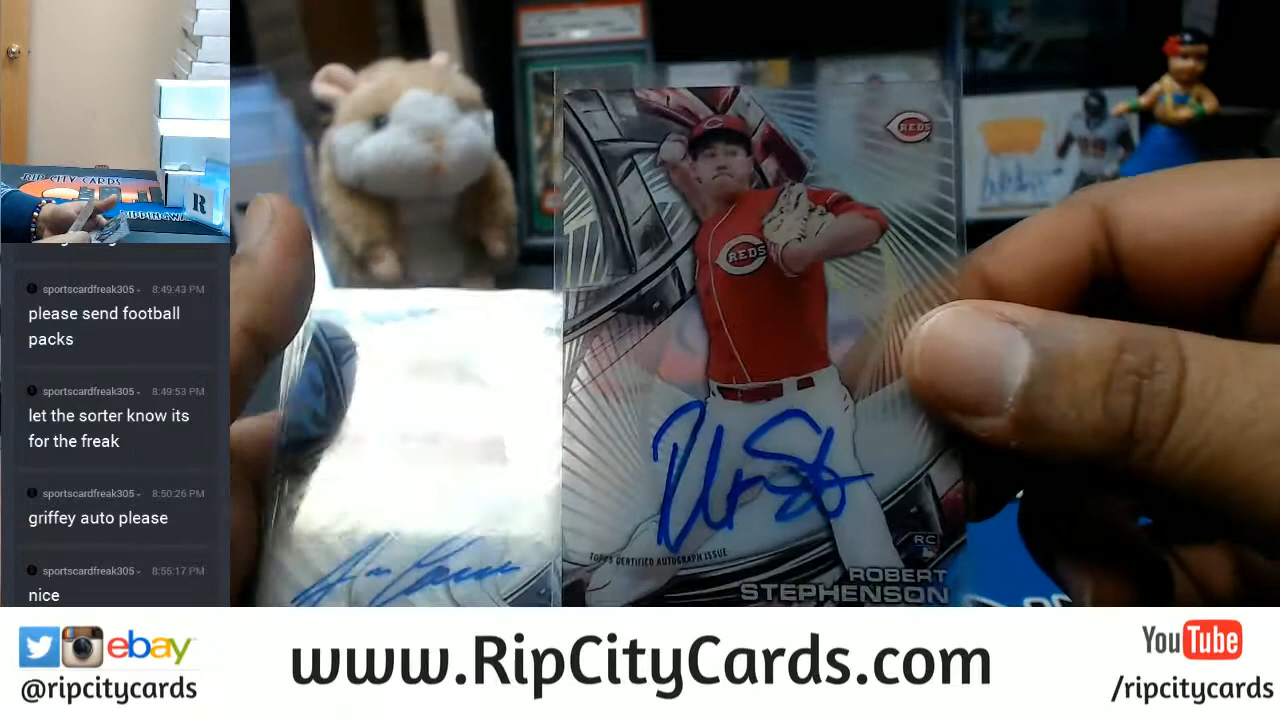 RIP CITY CARDS
R
sportscardfreak305 8:49:43 PM
please send football
packs
sportscardfreak305 8:49:53 PM
let the sorter know its
for the freak
sportscardfreak305 8:50:26 PM
griffey auto please
sportscardfreak305 8:55:17 PM
nice
REDS
REDS
TOPPS CERTIFIED AUTOGRAPH ISSUE
RC
ROBERT
STEPHENSON
ebay
@ripcitycards
www.RipCityCards.com
YouTube
/ripcitycards